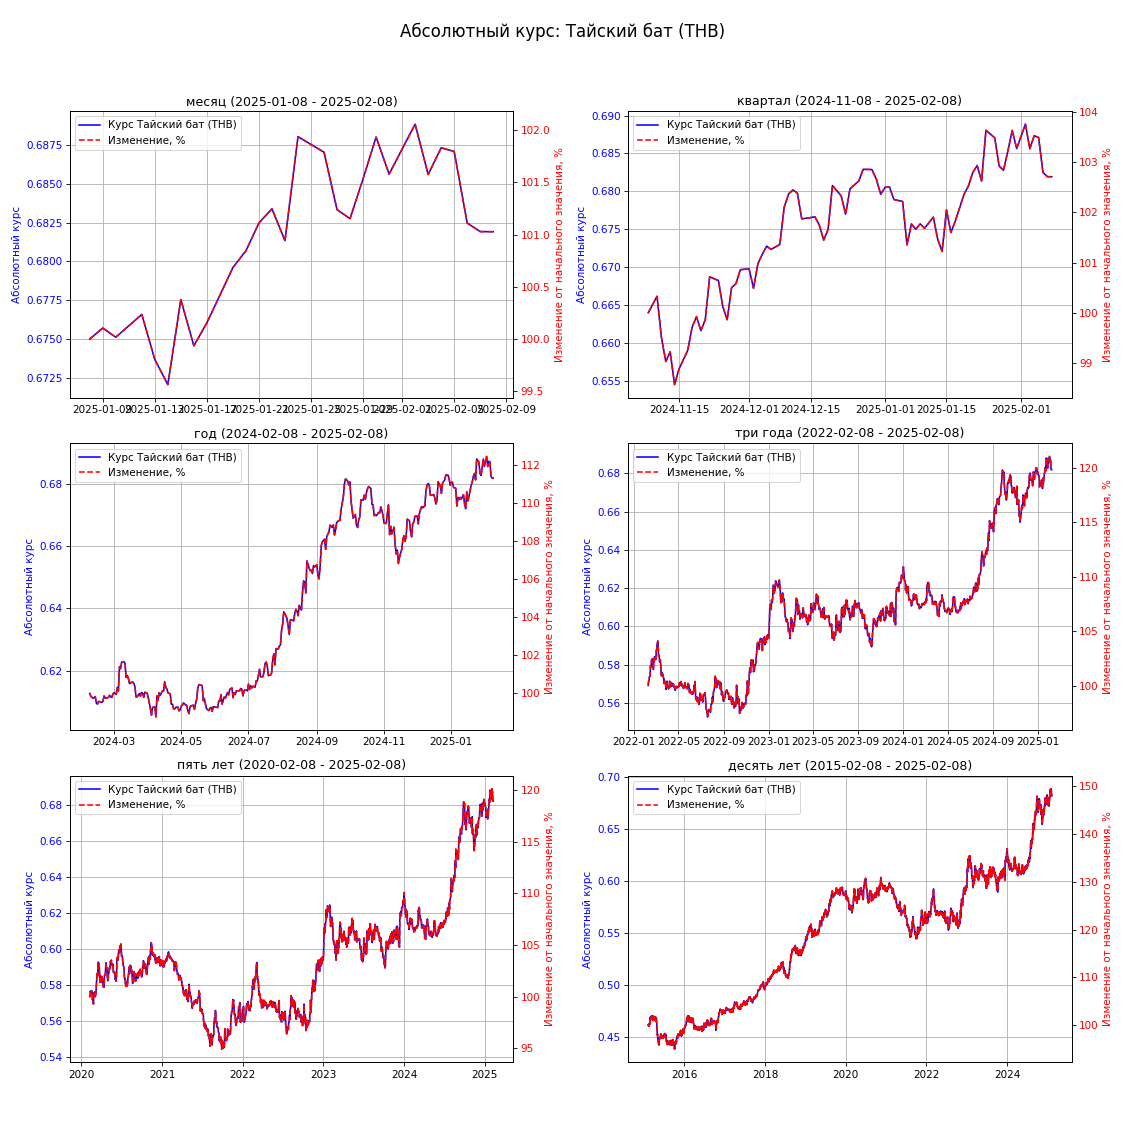 Абсолютный курс: Тайский бат (THB)
месяц (2025-01-08 - 2025-02-08)
Курс Тайский бат (THB)
Изменение, %
Абсолютный курс
0.6875
0.6850
0.6825
0.6800
0.6775
0.6750
0.6725
102.0
101.5
101.0
100.5
100.0
99.5
Изменение от начального значения, %
2025-01-09 2025-01-13 2025-01-17 2025-01-21 2025-01-25 2025-01-29 2025-02-01 2025-02-05 2025-02-09
квартал (2024-11-08 - 2025-02-08)
Курс Тайский бат (THB)
Изменение, %
Абсолютный курс
0.690
0.685
0.680
0.675
0.670
0.665
0.660
0.655
104
103
102
101
100
99
Изменение от начального значения, %
2024-11-15 2024-12-01 2024-12-15 2025-01-01 2025-01-15 2025-02-01
год (2024-02-08 - 2025-02-08)
Курс Тайский бат (THB)
Изменение, %
Абсолютный курс
0.68
0.66
0.64
0.62
112
110
108
106
104
102
100
Изменение от начального значения, %
2024-03 2024-05 2024-07 2024-09 2024-11 2025-01
три года (2022-02-08 - 2025-02-08)
Курс Тайский бат (THB)
Изменение, %
Абсолютный курс
0.68
0.66
0.64
0.62
0.60
0.58
0.56
120
115
110
105
100
Изменение от начального значения, %
2022-01 2022-05 2022-09 2023-01 2023-05 2023-09 2024-01 2024-05 2024-09 2025-01
пять лет (2020-02-08 - 2025-02-08)
Курс Тайский бат (THB)
Изменение, %
Абсолютный курс
0.68
0.66
0.64
0.62
0.60
0.58
0.56
0.54
120
115
110
105
100
95
Изменение от начального значения, %
2020 2021 2022 2023 2024 2025
десять лет (2015-02-08 - 2025-02-08)
Курс Тайский бат (THB)
Изменение, %
Абсолютный курс
0.70
0.65
0.60
0.55
0.50
0.45
150
140
130
120
110
100
Изменение от начального значения, %
2016 2018 2020 2022 2024